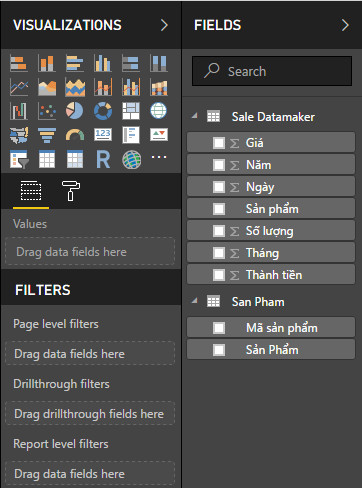 VISUALIZATIONS
123
R
Values
Drag data fields here
FILTERS
Page level filters
Drag data fields here
Drillthrough filters
Drag drillthrough fields here
Report level filters
Drag data fields here
FIELDS
Search
Sale Datamaker
Σ Giá
Σ Năm
Σ Ngày
Sản phẩm
Σ Số lượng
Σ Tháng
Σ Thành tiền
San Pham
Mã sản phẩm
Sản Phẩm